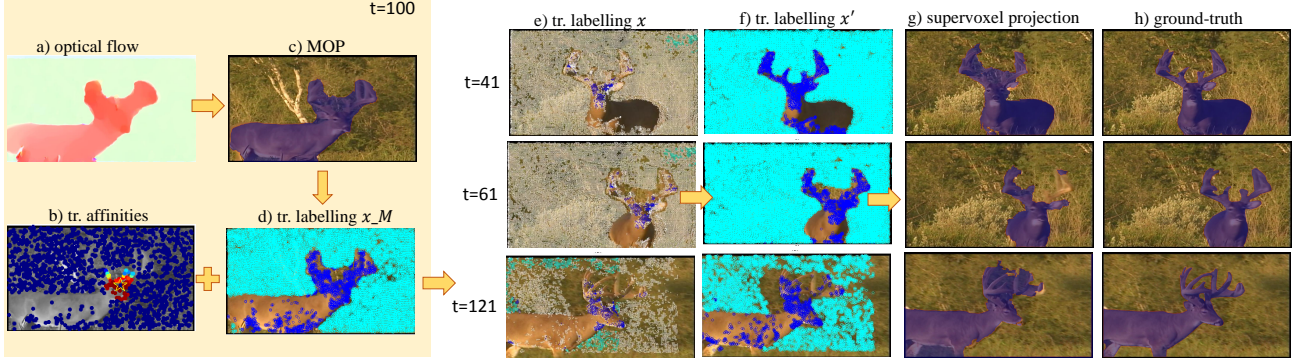 t=100
a) optical flow
c) MOP
b) tr. affinities
d) tr. labelling x_M
e) tr. labelling x
f) tr. labelling x′
g) supervoxel projection
h) ground-truth
t=41
t=61
t=121